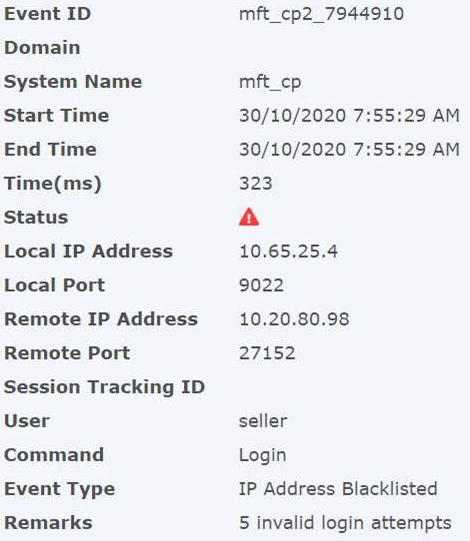 Event ID mft_cp2_7944910
Domain
System Name mft_cp
Start Time 30/10/2020 7:55:29 AM
End Time 30/10/2020 7:55:29 AM
Time(ms) 323
Status
Local IP Address 10.65.25.4
Local Port 9022
Remote IP Address 10.20.80.98
Remote Port 27152
Session Tracking ID
User seller
Command Login
Event Type IP Address Blacklisted
Remarks 5 invalid login attempts